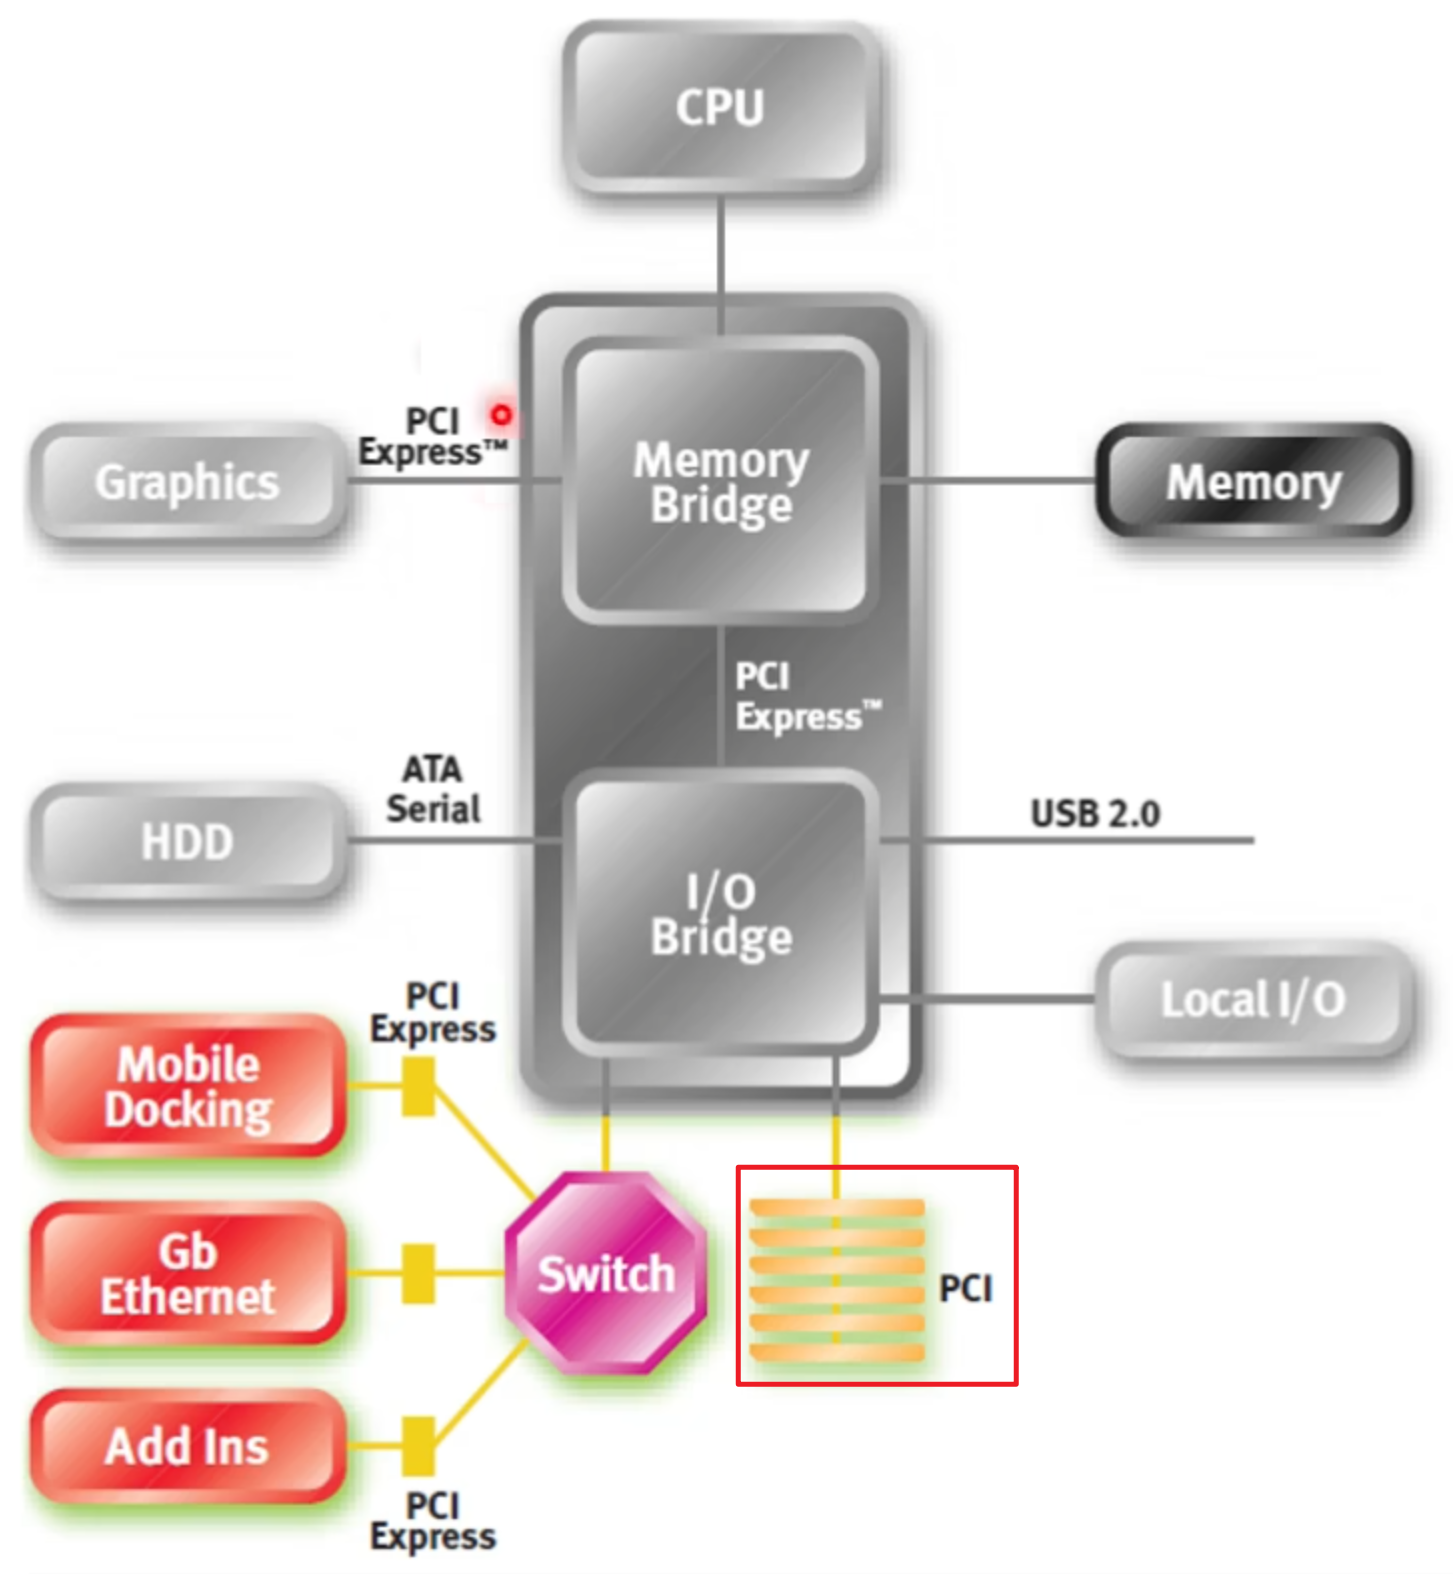 CPU
PCI
Express™
Graphics
Memory
Bridge
Memory
PCI
Express™
ATA
Serial
HDD
USB 2.0
I/O
Bridge
Local I/O
PCI
Express
Mobile
Docking
Gb
Ethernet
Switch
PCI
Add Ins
PCI
Express